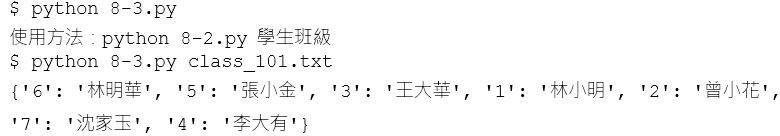 $ python 8-3.py
使用方法：python 8-2.py 學生班級
$ python 8-3.py class_101.txt
{'6': '林明華', '5': '張小金', '3': '王大華', '1': '林小明', '2': '曾小花',
'7': '沈家玉', '4': '李大有'}